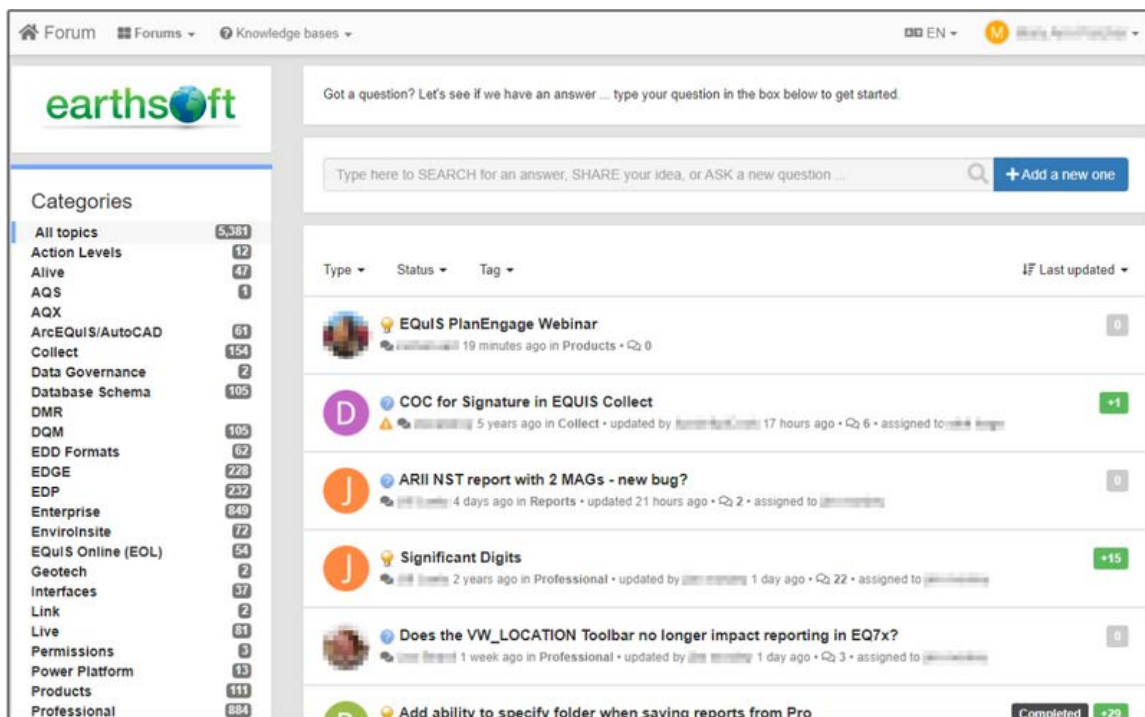 Forum Forums Knowledge bases EN M
earthsoft
Got a question? Let's see if we have an answer ... type your question in the box below to get started.
Type here to SEARCH for an answer, SHARE your idea, or ASK a new question ...
+ Add a new one
Categories
All topics 5,381
Action Levels 12
Alive 47
AQS 1
AQX
ArcEQuIS/AutoCAD 61
Collect 154
Data Governance 2
Database Schema 105
DMR
DQM 105
EDD Formats 62
EDGE 228
EDP 232
Enterprise 849
EnviroInsite 72
EQuIS Online (EOL) 54
Geotech 2
Interfaces 37
Link 2
Live 81
Permissions 3
Power Platform 13
Products 111
Professional 884
Type Status Tag Last updated
EQuIS PlanEngage Webinar 0
19 minutes ago in Products • 0
D
COC for Signature in EQUIS Collect +1
5 years ago in Collect • updated by 17 hours ago • 6 • assigned to
J
ARII NST report with 2 MAGs - new bug? 0
4 days ago in Reports • updated 21 hours ago • 2 • assigned to
J
Significant Digits +15
2 years ago in Professional • updated by 1 day ago • 22 • assigned to
Does the VW_LOCATION Toolbar no longer impact reporting in EQ7x? 0
1 week ago in Professional • updated by 1 day ago • 3 • assigned to
Add ability to specify folder when saving reports from Pro Completed +29